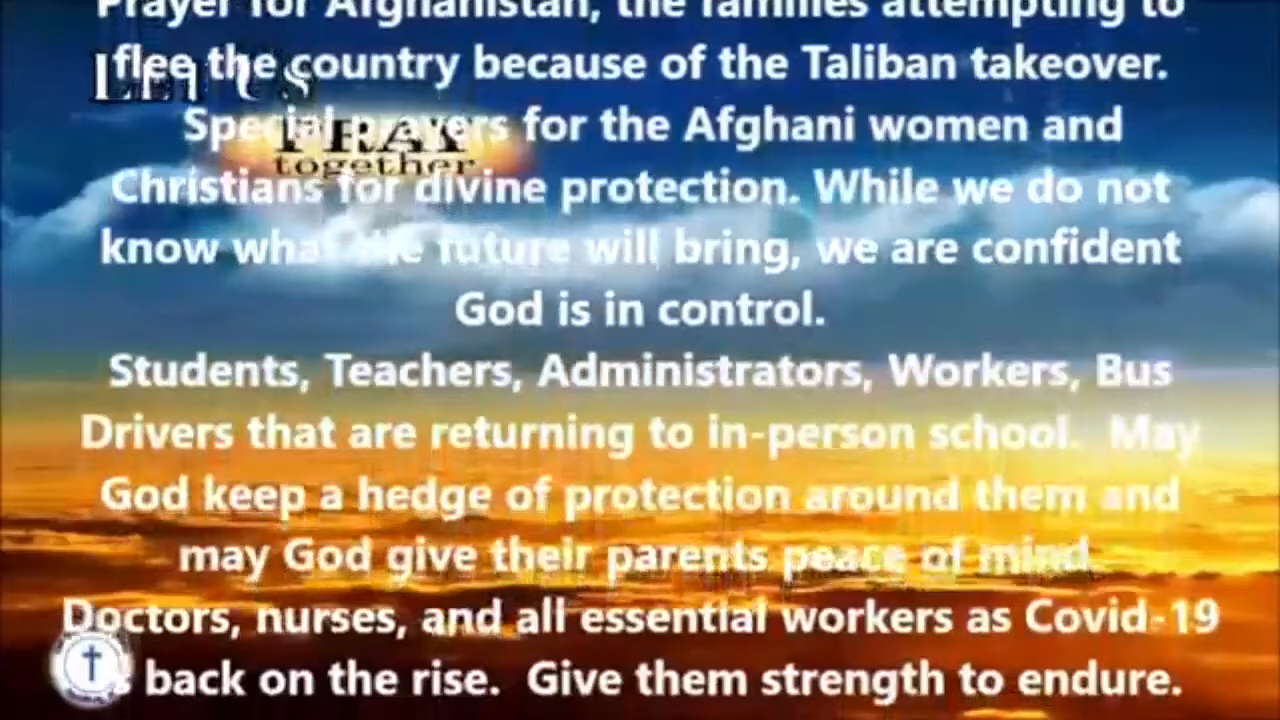 Prayer for Afghanistan, the families attempting to
flee the country because of the Taliban takeover.
LET US
Special prayers for the Afghani women and
PRAY
together
Christians for divine protection. While we do not
know what the future will bring, we are confident
God is in control.
Students, Teachers, Administrators, Workers, Bus
Drivers that are returning to in-person school. May
God keep a hedge of protection around them and
may God give their parents peace of mind.
Doctors, nurses, and all essential workers as Covid-19
back on the rise. Give them strength to endure.